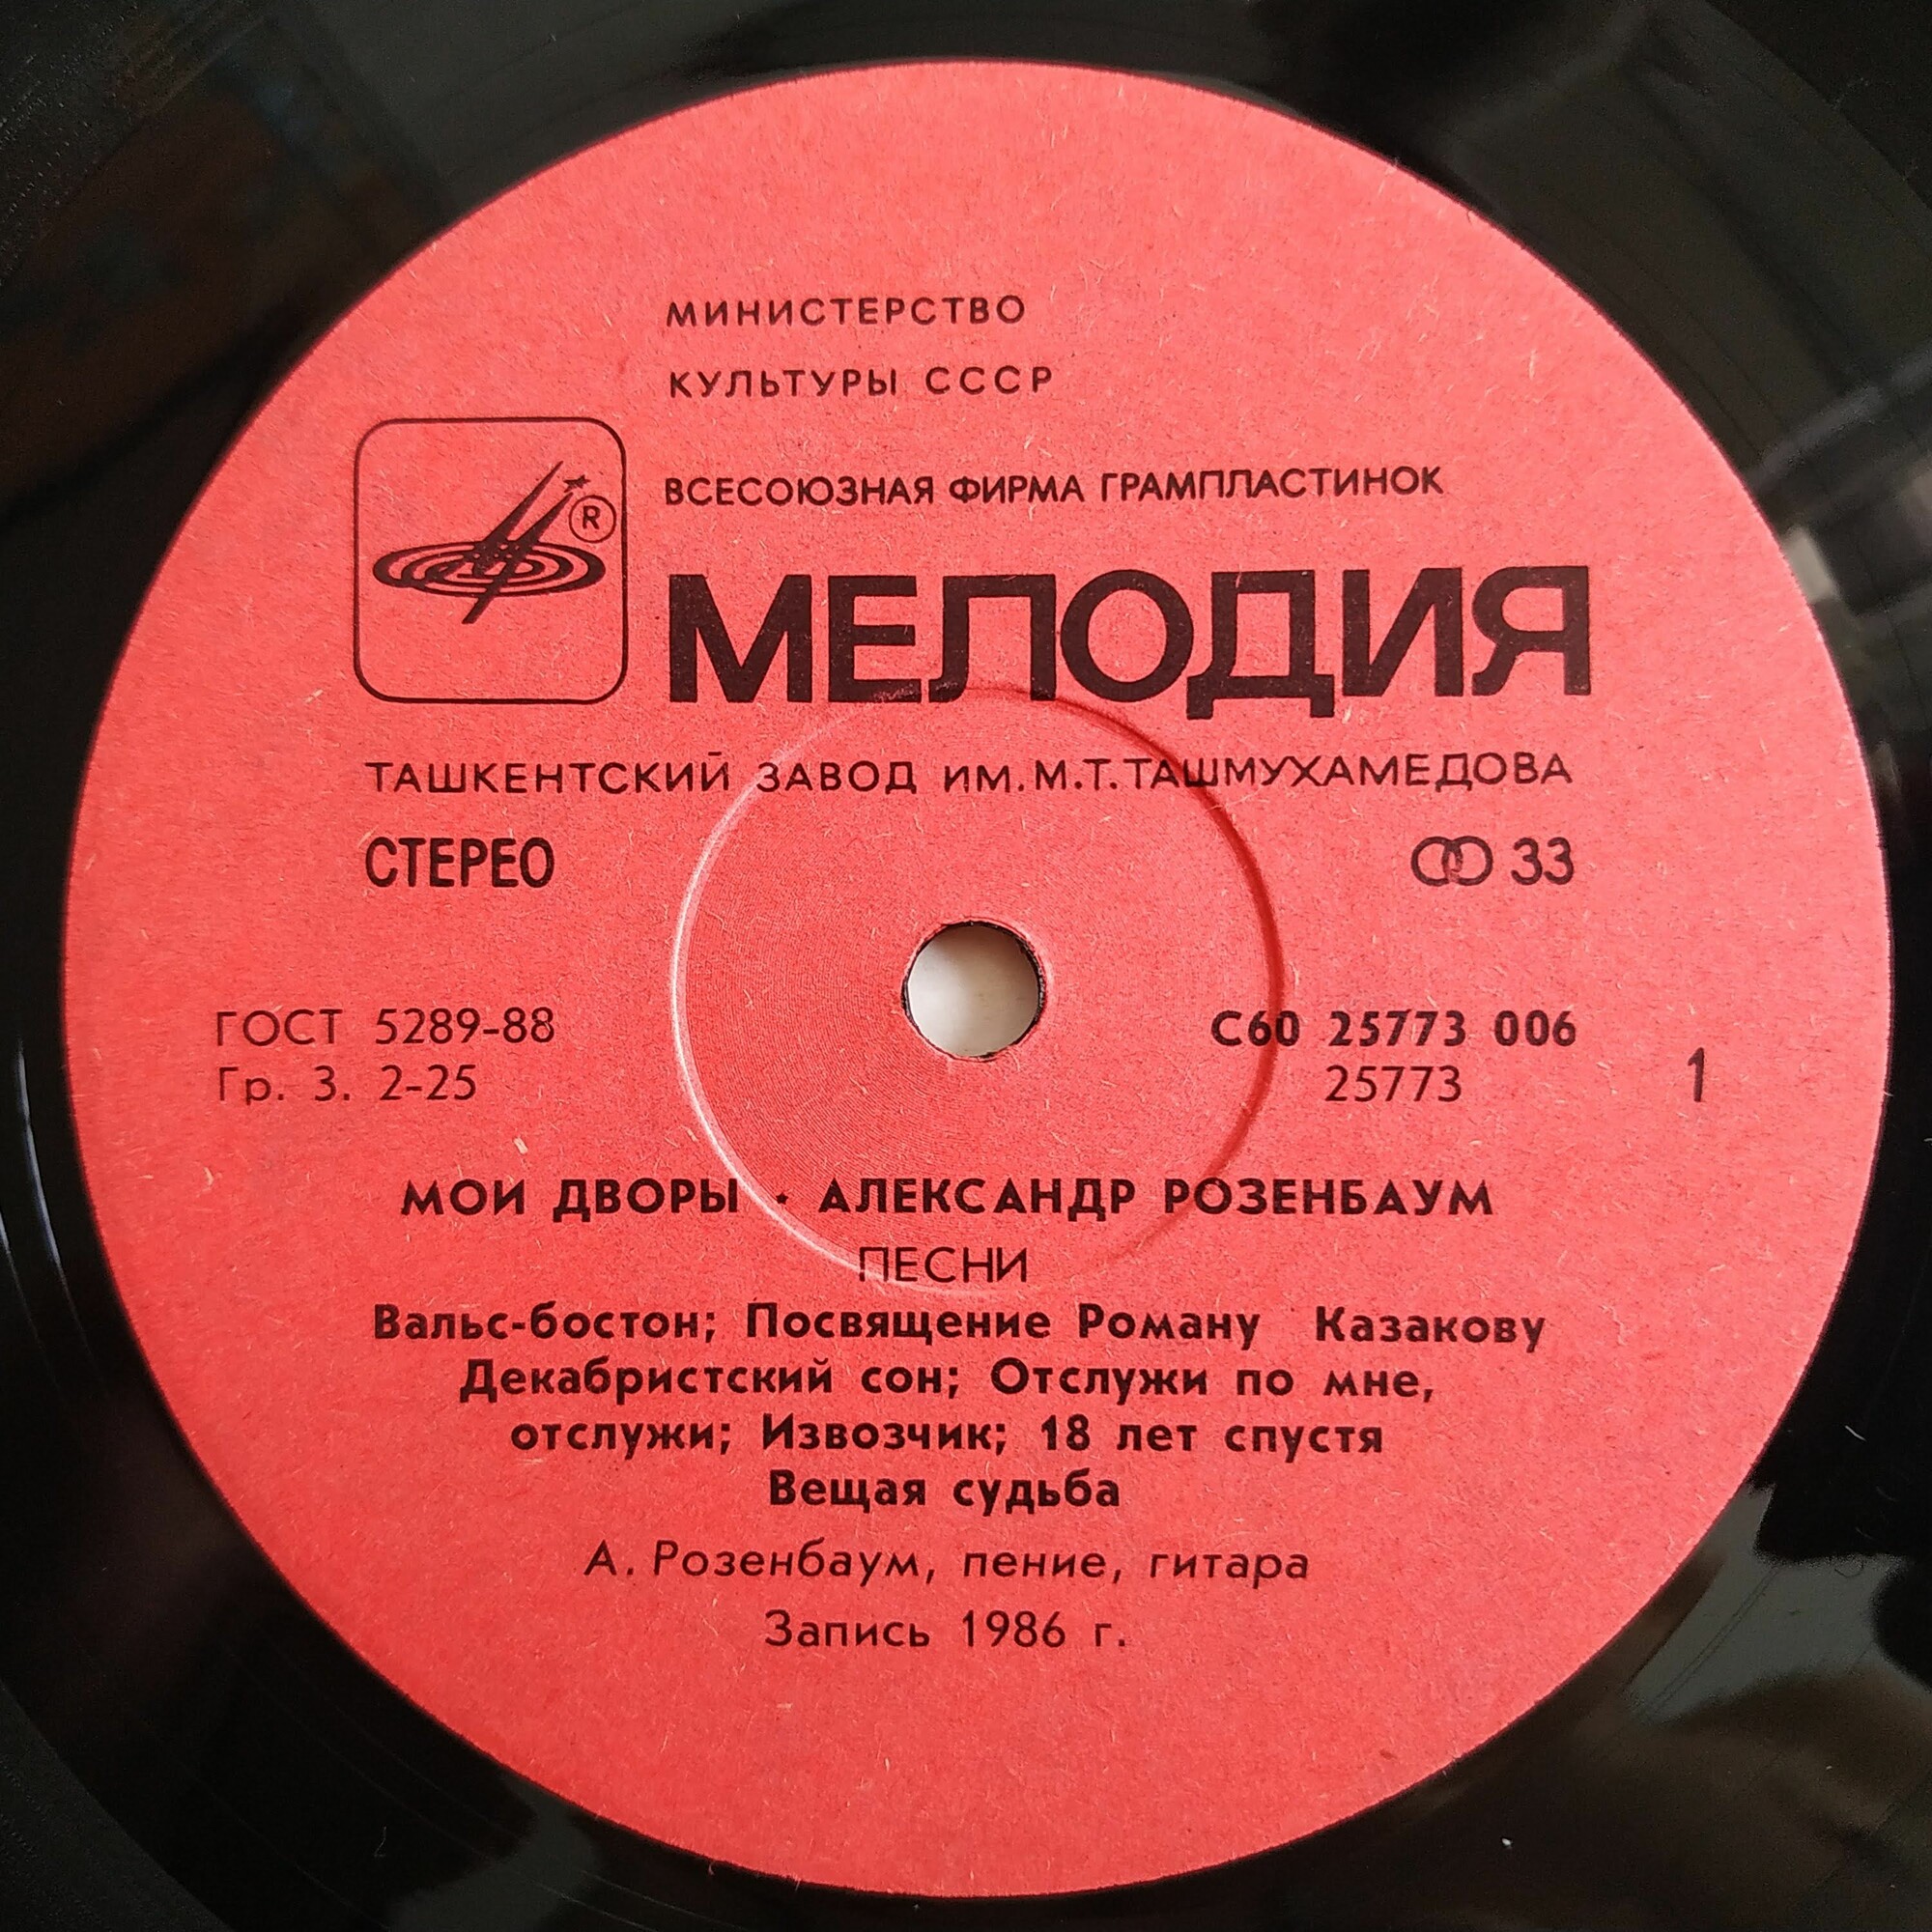 МИНИСТЕРСТВО
КУЛЬТУРЫ СССР
ВСЕСОЮЗНАЯ ФИРМА ГРАМПЛАСТИНОК
®
МЕЛОДИЯ
ТАШКЕНТСКИЙ ЗАВОД ИМ. М.Т.ТАШМУХАМЕДОВА
СТЕРЕО 33
ГОСТ 5289-88 С60 25773 006
Гр. 3. 2-25 25773 1
МОИ ДВОРЫ · АЛЕКСАНДР РОЗЕНБАУМ
ПЕСНИ
Вальс-бостон; Посвящение Роману Казакову
Декабристский сон; Отслужи по мне,
отслужи; Извозчик; 18 лет спустя
Вещая судьба
А. Розенбаум, пение, гитара
Запись 1986 г.